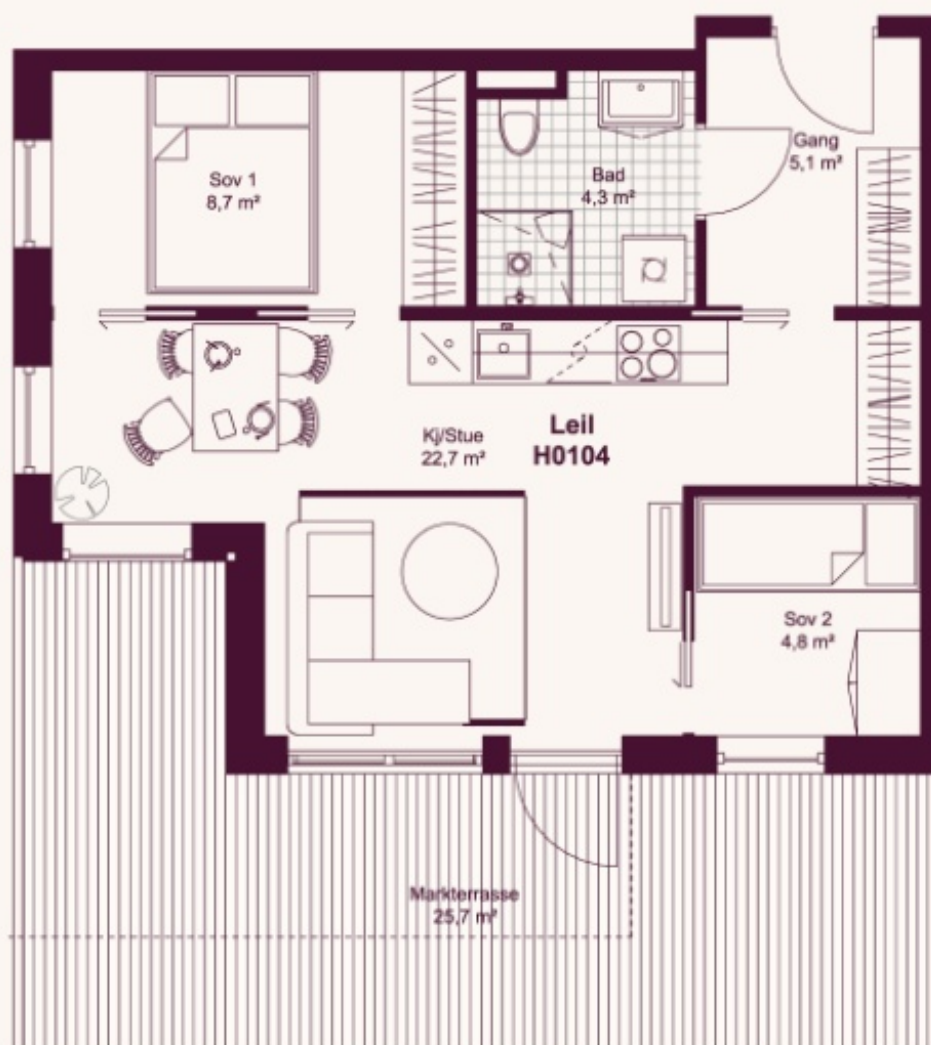 Gang
5,1 m²
Sov 1
8,7 m²
Bad
4,3 m²
Kj/Stue
22,7 m²
Leil
H0104
Sov 2
4,8 m²
Markterrasse
25,7 m²